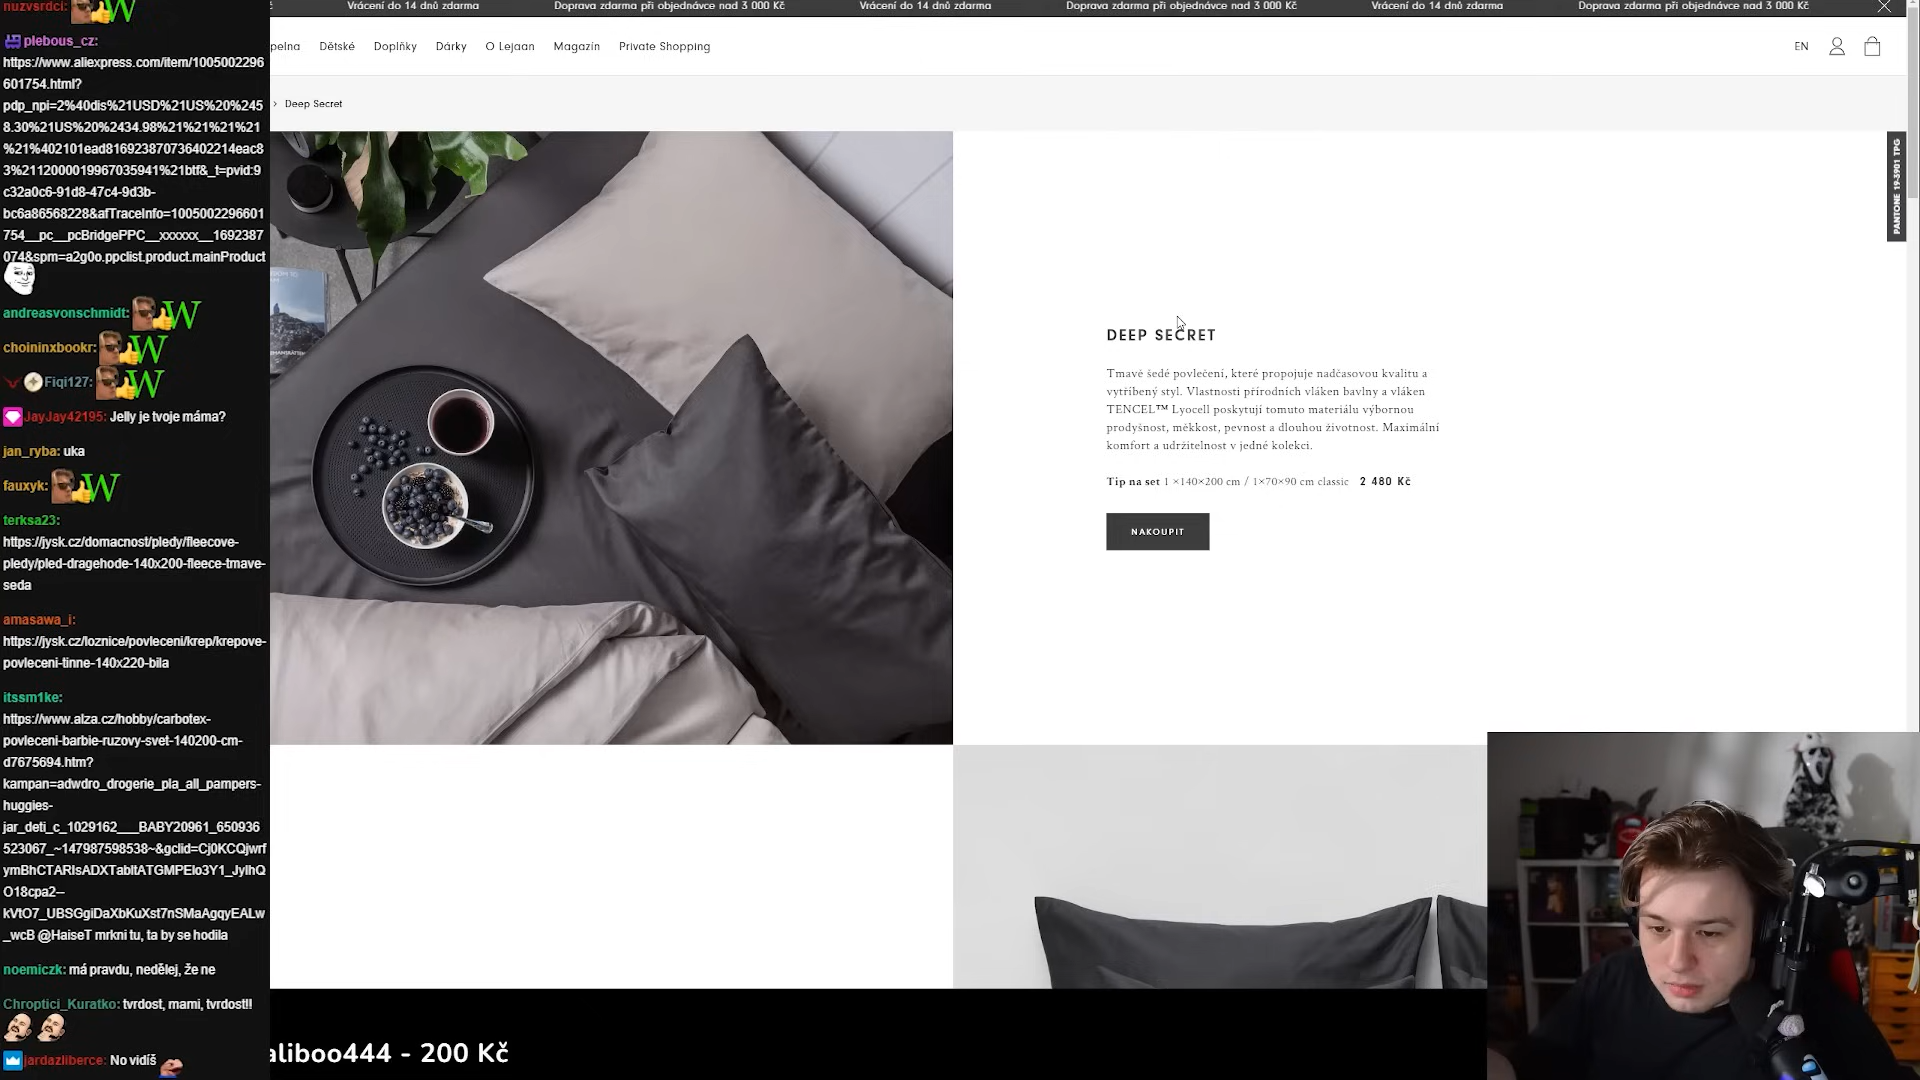 nuzvsrdci:
plebous_cz:
https://www.aliexpress.com/item/1005002296
601754.html?
pdp_npi=2%40dis%21USD%21US%20%245
8.30%21US%20%2434.98%21%21%21%21
%21%402101ead816923870736402214eac8
3%2112000019967035941%21btf&_t=pvid:9
c32a0c6-91d8-47c4-9d3b-
bc6a86568228&afTraceInfo=1005002296601
754__pc__pcBridgePPC__xxxxxx__1692387
074&spm=a2g0o.ppclist.product.mainProduct
andreasvonschmidt: W
choininxbookr: W
Fiqi127: W
JayJay42195: Jelly je tvoje máma?
jan_ryba: uka
fauxyk: W
terksa23:
https://jysk.cz/domacnost/pledy/fleecove-
pledy/pled-dragehode-140x200-fleece-tmave-
seda
amasawa_i:
https://jysk.cz/loznice/povleceni/krep/krepove-
povleceni-tinne-140x220-bila
itssm1ke:
https://www.alza.cz/hobby/carbotex-
povleceni-barbie-ruzovy-svet-140200-cm-
d7675694.htm?
kampan=adwdro_drogerie_pla_all_pampers-
huggies-
jar_deti_c_1029162___BABY20961_650936
523067_~147987598538~&gclid=Cj0KCQjwrf
_wcB @HaiseT mrkni tu, ta by se hodila
noemiczk: má pravdu, nedělej, že ne
Chroptici_Kuratko: tvrdost, mami, tvrdost!!
jardazliberce: No vidíš
Vrácení do 14 dnů zdarma Doprava zdarma při objednávce nad 3 000 Kč Vrácení do 14 dnů zdarma Doprava zdarma při objednávce nad 3 000 Kč Vrácení do 14 dnů zdarma Doprava zdarma při objednávce nad 3 000 Kč
pelna Dětské Doplňky Dárky O Lejaan Magazín Private Shopping EN
› Deep Secret
PANTONE 19-3901 TPG
DEEP SECRET
Tmavě šedé povlečení, které propojuje nadčasovou kvalitu a
vytříbený styl. Vlastnosti přírodních vláken bavlny a vláken
TENCEL™ Lyocell poskytují tomuto materiálu výbornou
prodyšnost, měkkost, pevnost a dlouhou životnost. Maximální
komfort a udržitelnost v jedné kolekci.
Tip na set 1 ×140×200 cm / 1×70×90 cm classic 2 480 Kč
NAKOUPIT
aliboo444 - 200 Kč